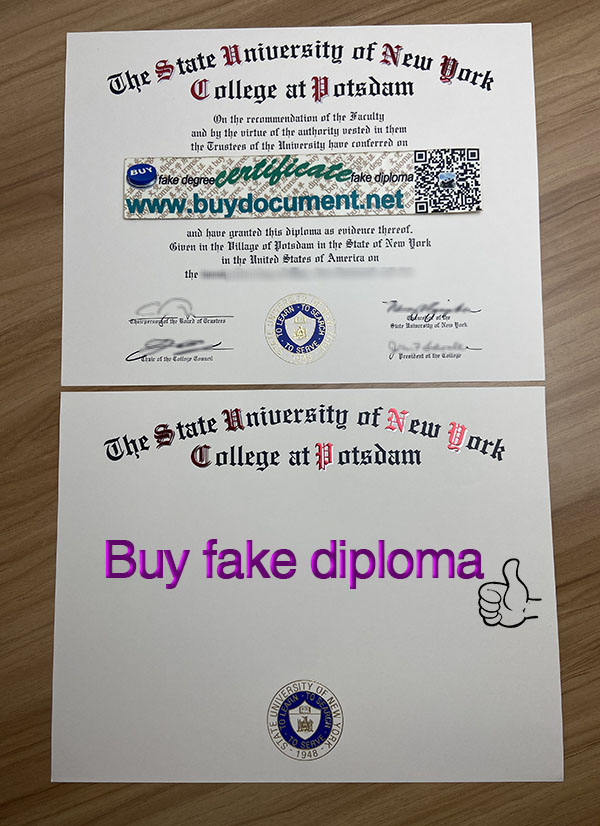 The State University of New York
College at Potsdam
On the recommendation of the Faculty
and by the virtue of the authority vested in them
the Trustees of the University have conferred on
BUY
fake degree certificate fake diploma
www.buydocument.net
and have granted this diploma as evidence thereof.
Given in the Village of Potsdam in the State of New York
in the United States of America on
the
Chairperson of the Board of Trustees
Chancellor of the
State University of New York
TO LEARN · TO SEARCH
· TO SERVE ·
Chair of the College Council
President of the College
The State University of New York
College at Potsdam
Buy fake diploma
STATE UNIVERSITY OF NEW YORK
TO LEARN · TO SEARCH
· TO SERVE ·
· 1948 ·